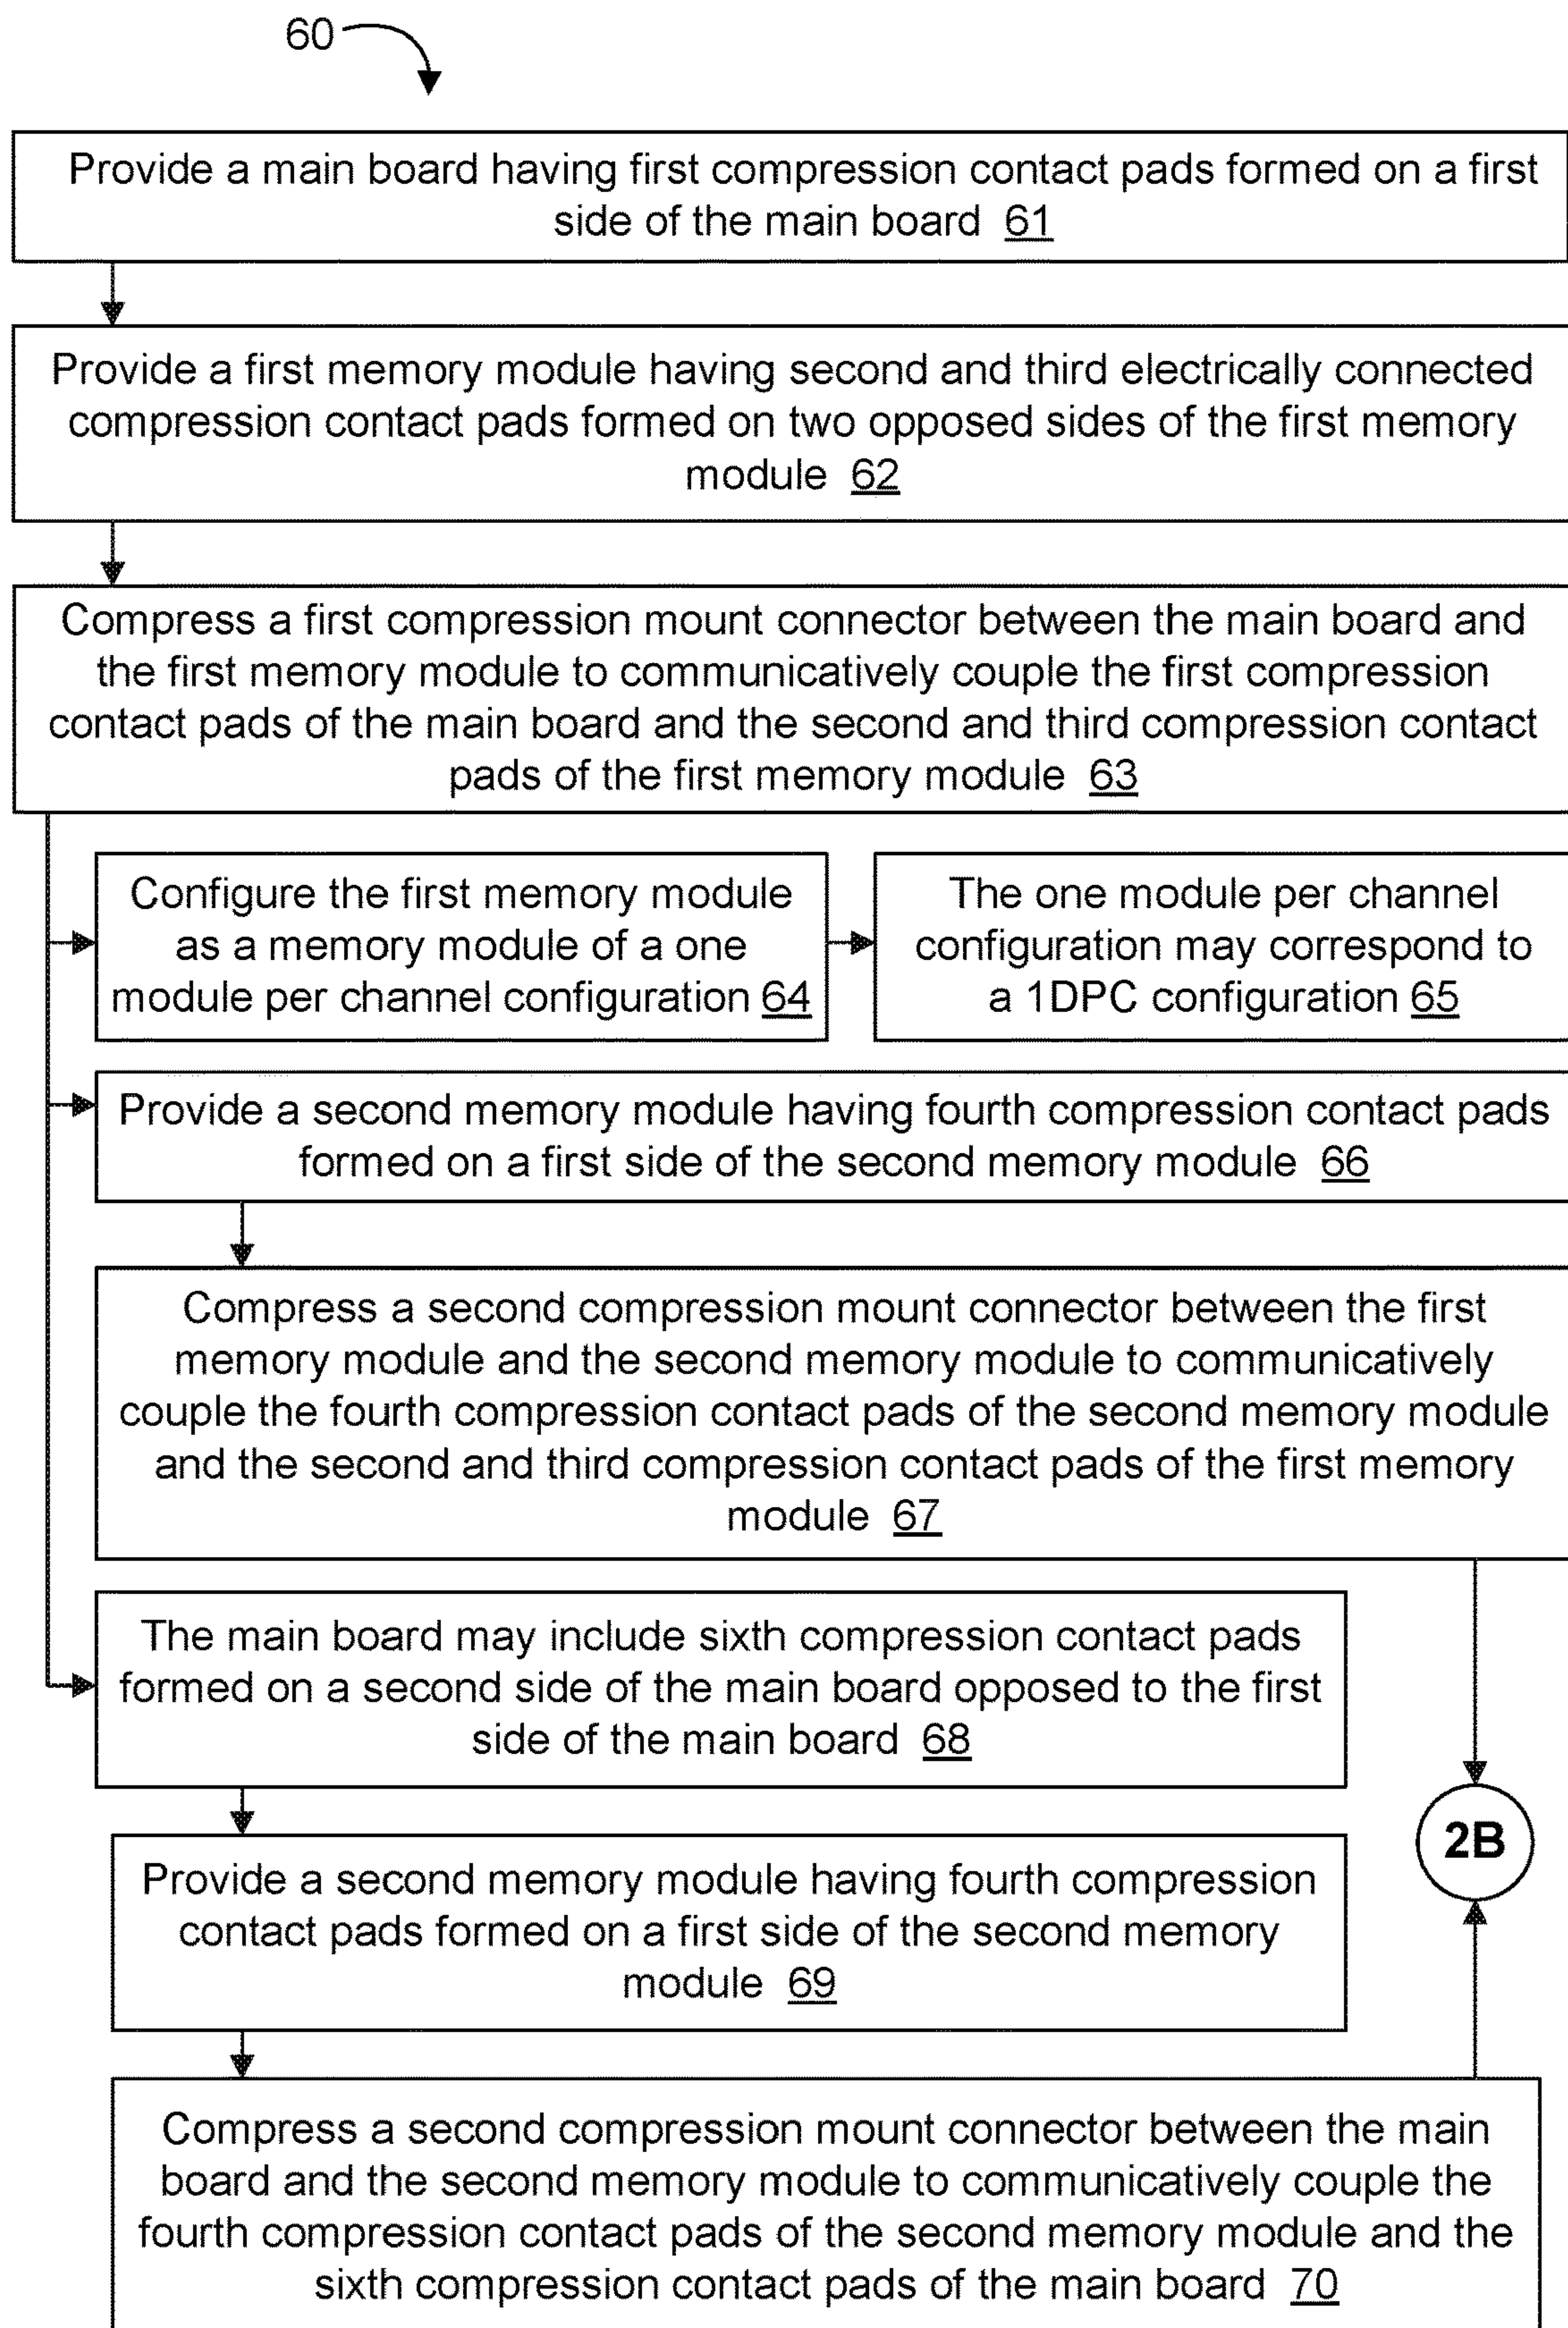 60
Provide a main board having first compression contact pads formed on a first
side of the main board 61
Provide a first memory module having second and third electrically connected
compression contact pads formed on two opposed sides of the first memory
module 62
Compress a first compression mount connector between the main board and
the first memory module to communicatively couple the first compression
contact pads of the main board and the second and third compression contact
pads of the first memory module 63
Configure the first memory module
as a memory module of a one
module per channel configuration 64
The one module per channel
configuration may correspond to
a 1DPC configuration 65
Provide a second memory module having fourth compression contact pads
formed on a first side of the second memory module 66
Compress a second compression mount connector between the first
memory module and the second memory module to communicatively
couple the fourth compression contact pads of the second memory module
and the second and third compression contact pads of the first memory
module 67
The main board may include sixth compression contact pads
formed on a second side of the main board opposed to the first
side of the main board 68
2B
Provide a second memory module having fourth compression
contact pads formed on a first side of the second memory
module 69
Compress a second compression mount connector between the main
board and the second memory module to communicatively couple the
fourth compression contact pads of the second memory module and the
sixth compression contact pads of the main board 70